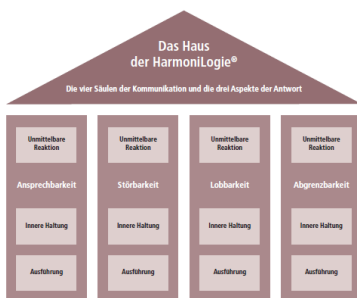 Das Haus
der HarmoniLogie®
Die vier Säulen der Kommunikation und die drei Aspekte der Antwort
Unmittelbare
Reaktion
Unmittelbare
Reaktion
Unmittelbare
Reaktion
Unmittelbare
Reaktion
Ansprechbarkeit
Störbarkeit
Lobbarkeit
Abgrenzbarkeit
Innere Haltung
Innere Haltung
Innere Haltung
Innere Haltung
Ausführung
Ausführung
Ausführung
Ausführung